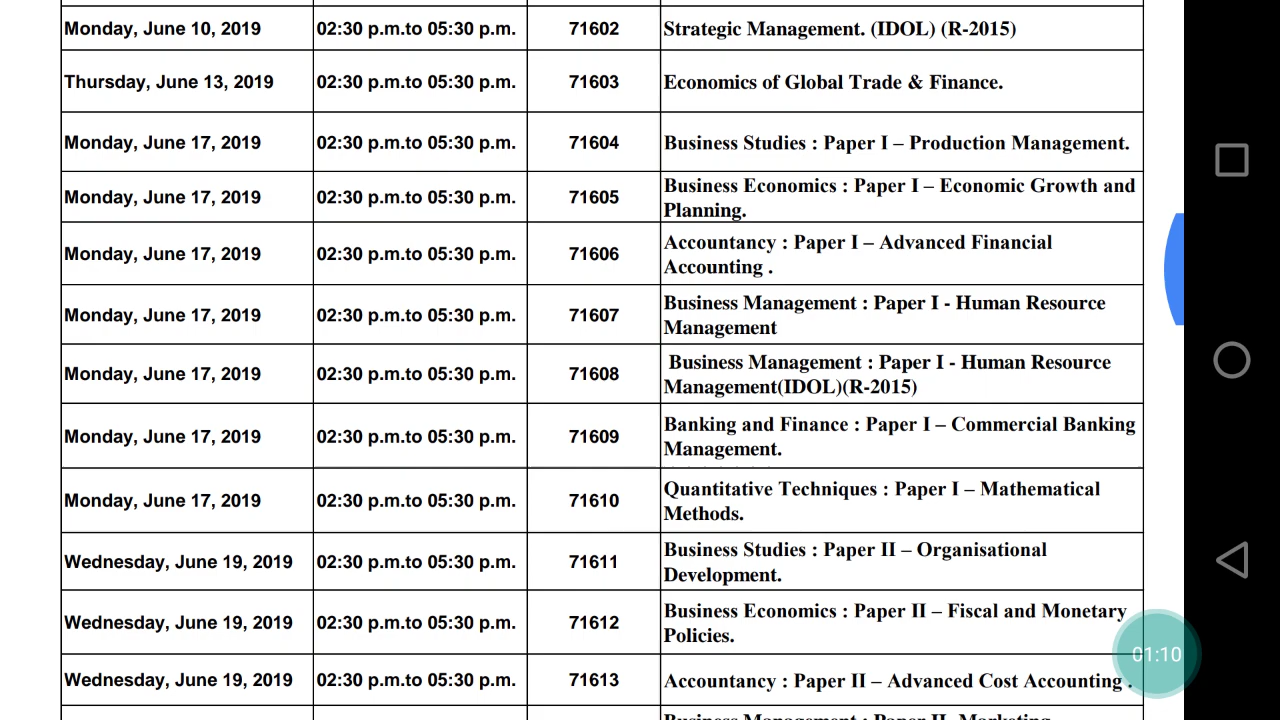 Monday, June 10, 2019 02:30 p.m.to 05:30 p.m. 71602 Strategic Management. (IDOL) (R-2015)
Thursday, June 13, 2019 02:30 p.m.to 05:30 p.m. 71603 Economics of Global Trade & Finance.
Monday, June 17, 2019 02:30 p.m.to 05:30 p.m. 71604 Business Studies : Paper I – Production Management.
Monday, June 17, 2019 02:30 p.m.to 05:30 p.m. 71605 Business Economics : Paper I – Economic Growth and
Planning.
Monday, June 17, 2019 02:30 p.m.to 05:30 p.m. 71606 Accountancy : Paper I – Advanced Financial
Accounting .
Monday, June 17, 2019 02:30 p.m.to 05:30 p.m. 71607 Business Management : Paper I - Human Resource
Management
Monday, June 17, 2019 02:30 p.m.to 05:30 p.m. 71608 Business Management : Paper I - Human Resource
Management(IDOL)(R-2015)
Monday, June 17, 2019 02:30 p.m.to 05:30 p.m. 71609 Banking and Finance : Paper I – Commercial Banking
Management.
Monday, June 17, 2019 02:30 p.m.to 05:30 p.m. 71610 Quantitative Techniques : Paper I – Mathematical
Methods.
Wednesday, June 19, 2019 02:30 p.m.to 05:30 p.m. 71611 Business Studies : Paper II – Organisational
Development.
Wednesday, June 19, 2019 02:30 p.m.to 05:30 p.m. 71612 Business Economics : Paper II – Fiscal and Monetary
Policies.
01:10
Wednesday, June 19, 2019 02:30 p.m.to 05:30 p.m. 71613 Accountancy : Paper II – Advanced Cost Accounting .
Business Management : Paper II- Marketing